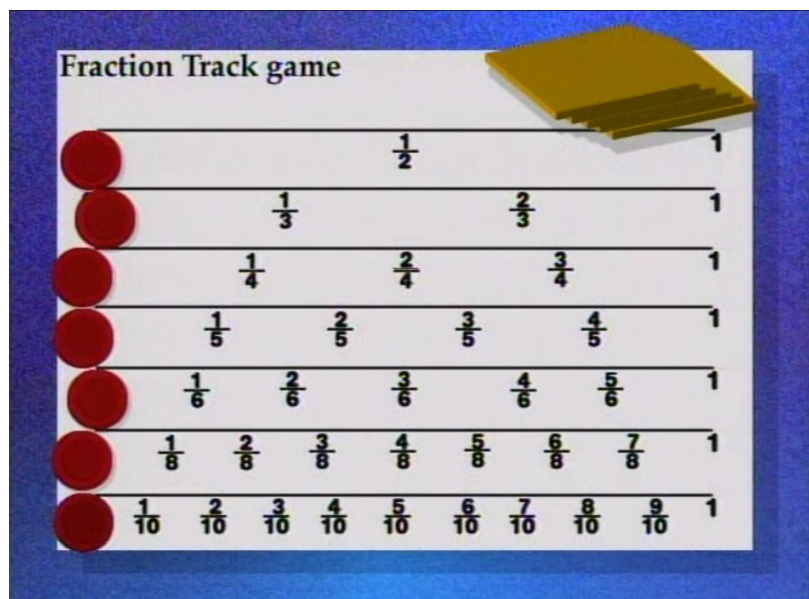 Fraction Track game
1/2 1
1/3 2/3 1
1/4 2/4 3/4 1
1/5 2/5 3/5 4/5 1
1/6 2/6 3/6 4/6 5/6 1
1/8 2/8 3/8 4/8 5/8 6/8 7/8 1
1/10 2/10 3/10 4/10 5/10 6/10 7/10 8/10 9/10 1